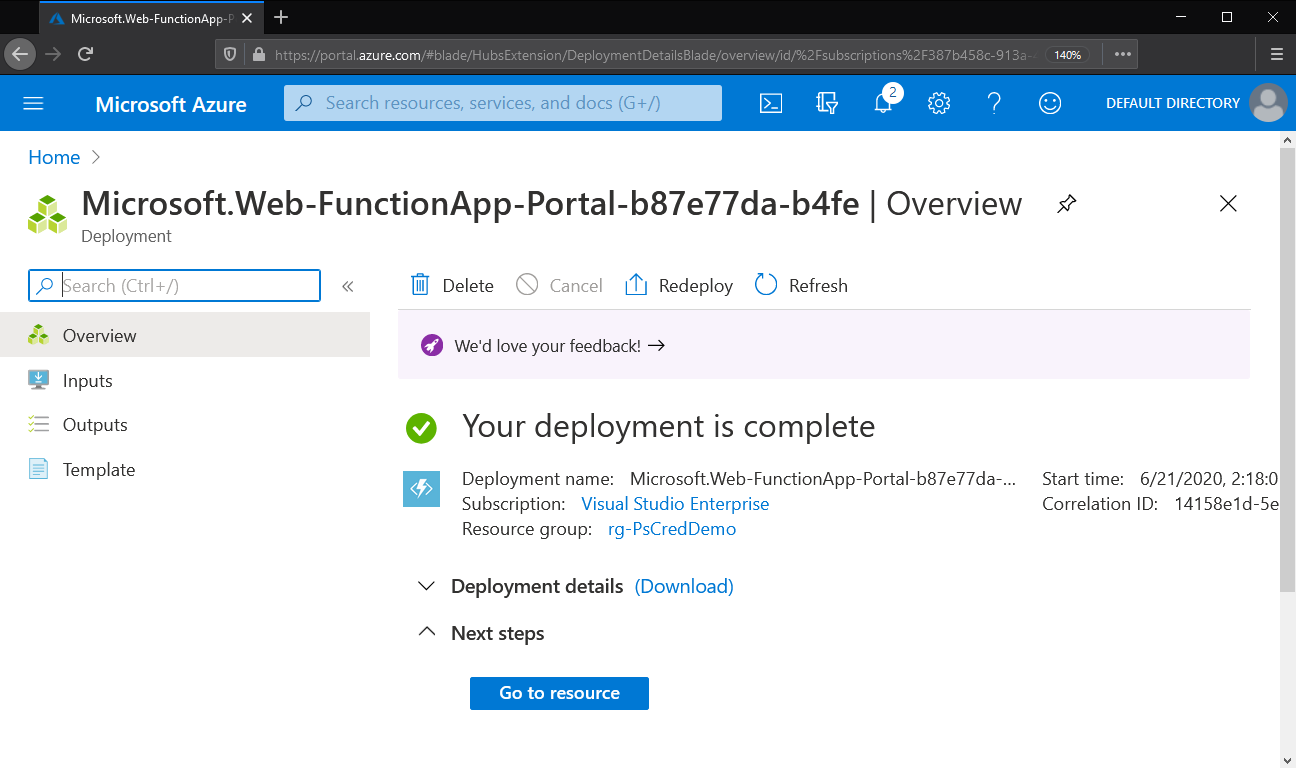 Microsoft.Web-FunctionApp-P
https://portal.azure.com/#blade/HubsExtension/DeploymentDetailsBlade/overview/id/%2Fsubscriptions%2F387b458c-913a- 140%
Microsoft Azure
Search resources, services, and docs (G+/)
2
DEFAULT DIRECTORY
Home
Microsoft.Web-FunctionApp-Portal-b87e77da-b4fe | Overview
Deployment
Search (Ctrl+/)
Overview
Inputs
Outputs
Template
Delete Cancel Redeploy Refresh
We'd love your feedback!
Your deployment is complete
Deployment name: Microsoft.Web-FunctionApp-Portal-b87e77da-...
Subscription: Visual Studio Enterprise
Resource group: rg-PsCredDemo
Start time: 6/21/2020, 2:18:0
Correlation ID: 14158e1d-5e
Deployment details (Download)
Next steps
Go to resource